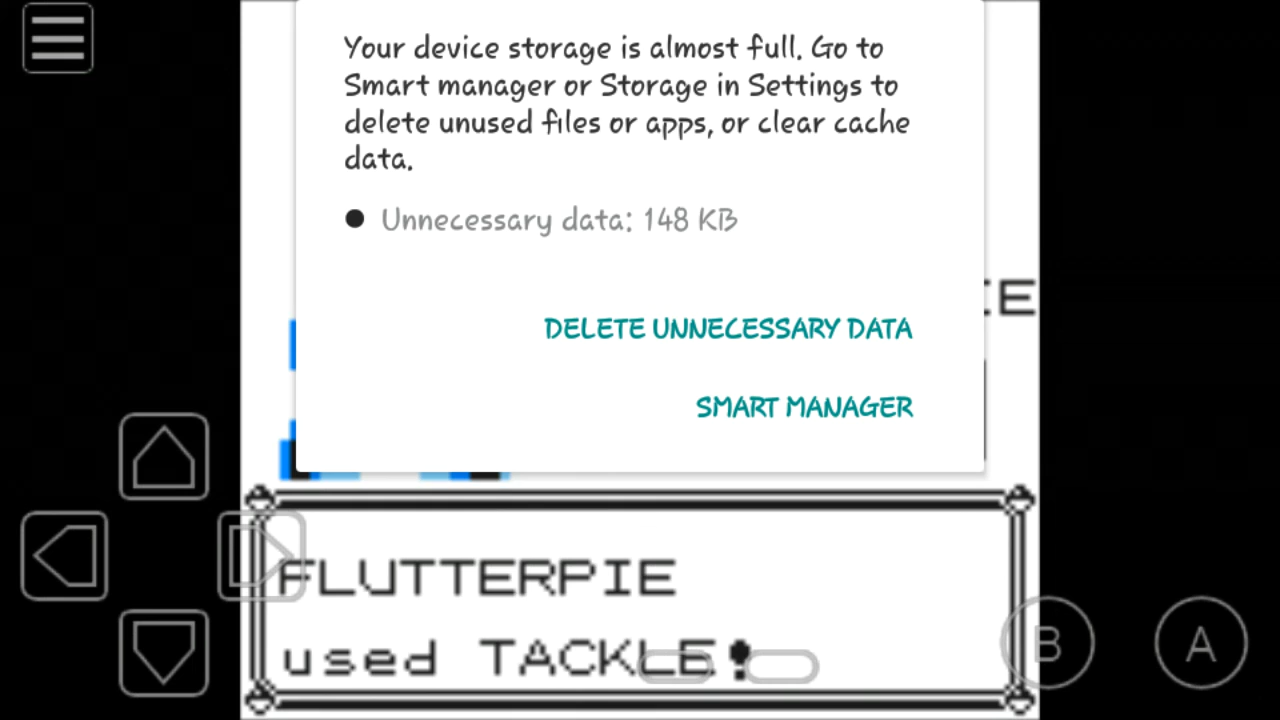 Your device storage is almost full. Go to
Smart manager or Storage in Settings to
delete unused files or apps, or clear cache
data.
● Unnecessary data: 148 KB
DELETE UNNECESSARY DATA
IE
SMART MANAGER
FLUTTERPIE
used TACKLE!
B A